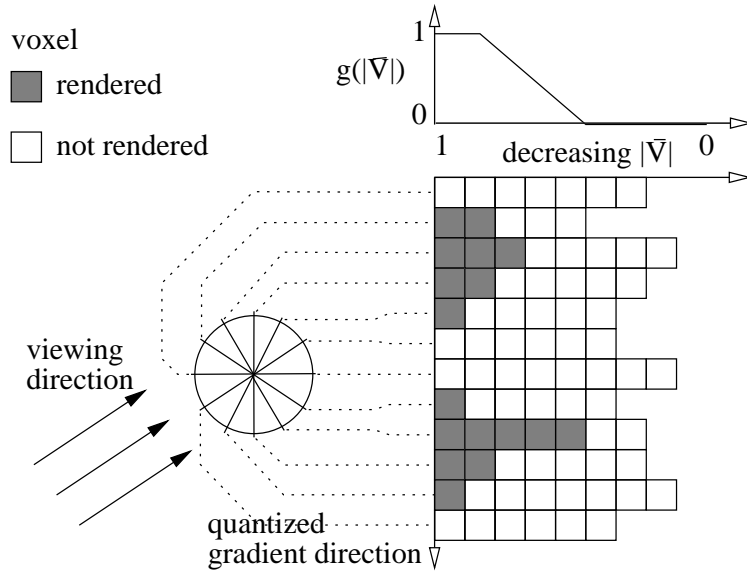 voxel
rendered
not rendered
1
g(|∇̄|)
0
1
decreasing |∇̄|
0
viewing
direction
quantized
gradient direction